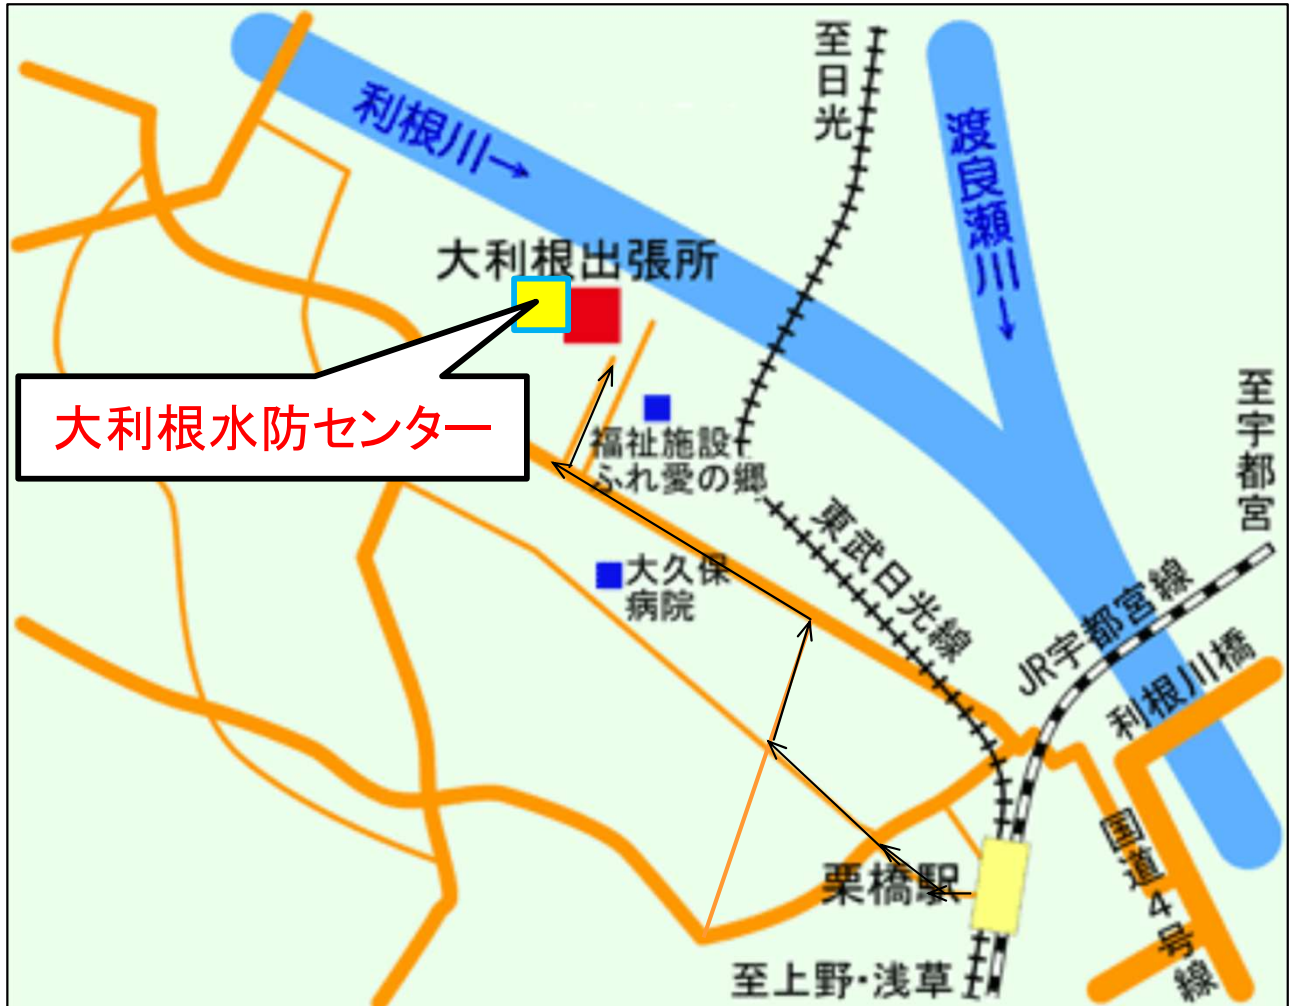 至日光
利根川→
渡良瀬川→
大利根出張所
大利根水防センター
福祉施設
ふれ愛の郷
至宇都宮
東武日光線
大久保
病院
JR宇都宮線
利根川橋
国道4号線
栗橋駅
至上野・浅草